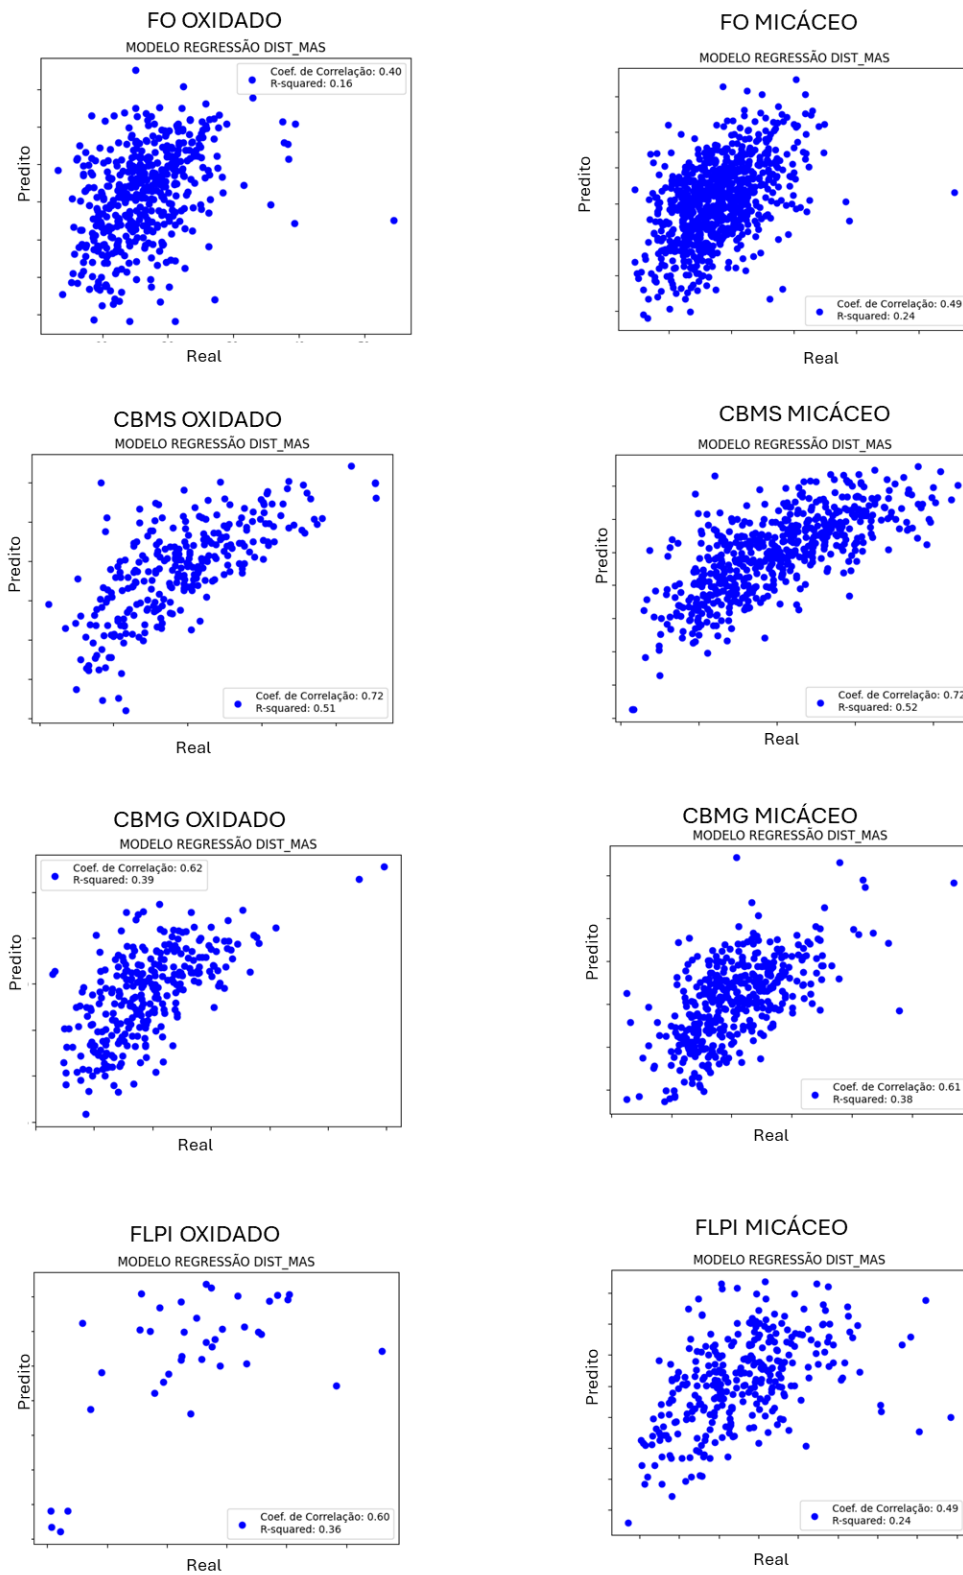 FO OXIDADO
MODELO REGRESSÃO DIST_MAS
Coef. de Correlação: 0.40
R-squared: 0.16
Predito
Real
FO MICÁCEO
MODELO REGRESSÃO DIST_MAS
Predito
Coef. de Correlação: 0.49
R-squared: 0.24
Real
CBMS OXIDADO
MODELO REGRESSÃO DIST_MAS
Predito
Coef. de Correlação: 0.72
R-squared: 0.51
Real
CBMS MICÁCEO
MODELO REGRESSÃO DIST_MAS
Predito
Coef. de Correlação: 0.72
R-squared: 0.52
Real
CBMG OXIDADO
MODELO REGRESSÃO DIST_MAS
Coef. de Correlação: 0.62
R-squared: 0.39
Predito
Real
CBMG MICÁCEO
MODELO REGRESSÃO DIST_MAS
Predito
Coef. de Correlação: 0.61
R-squared: 0.38
Real
FLPI OXIDADO
MODELO REGRESSÃO DIST_MAS
Predito
Coef. de Correlação: 0.60
R-squared: 0.36
Real
FLPI MICÁCEO
MODELO REGRESSÃO DIST_MAS
Predito
Coef. de Correlação: 0.49
R-squared: 0.24
Real